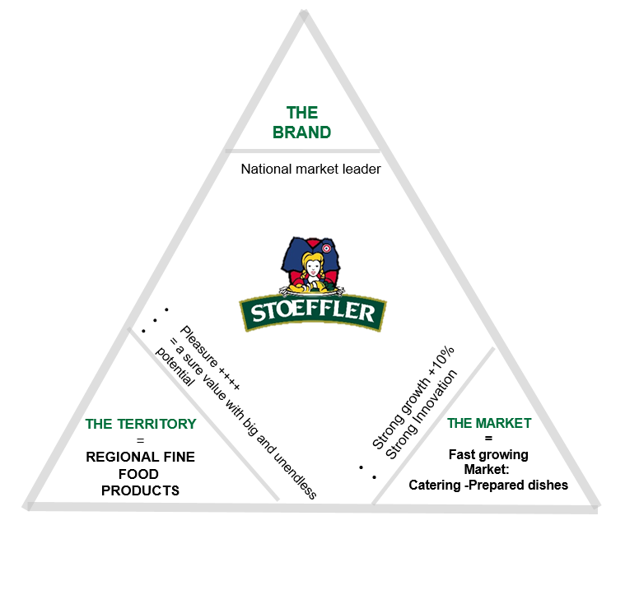 THE
BRAND
National market leader
STOEFFLER
Pleasure ++++
= a sure value with big and unendless
potential
Strong growth +10%
Strong Innovation
THE TERRITORY
=
REGIONAL FINE
FOOD
PRODUCTS
THE MARKET
=
Fast growing
Market:
Catering -Prepared dishes